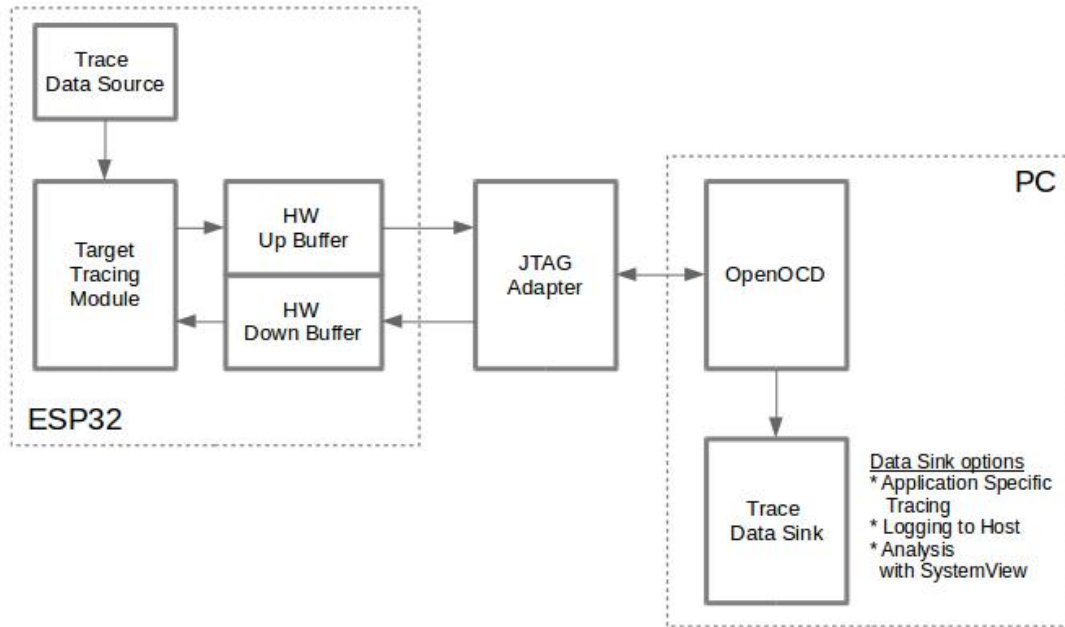 Trace
Data Source
Target
Tracing
Module
HW
Up Buffer
HW
Down Buffer
ESP32
JTAG
Adapter
PC
OpenOCD
Trace
Data Sink
Data Sink options
* Application Specific
Tracing
* Logging to Host
* Analysis
with SystemView